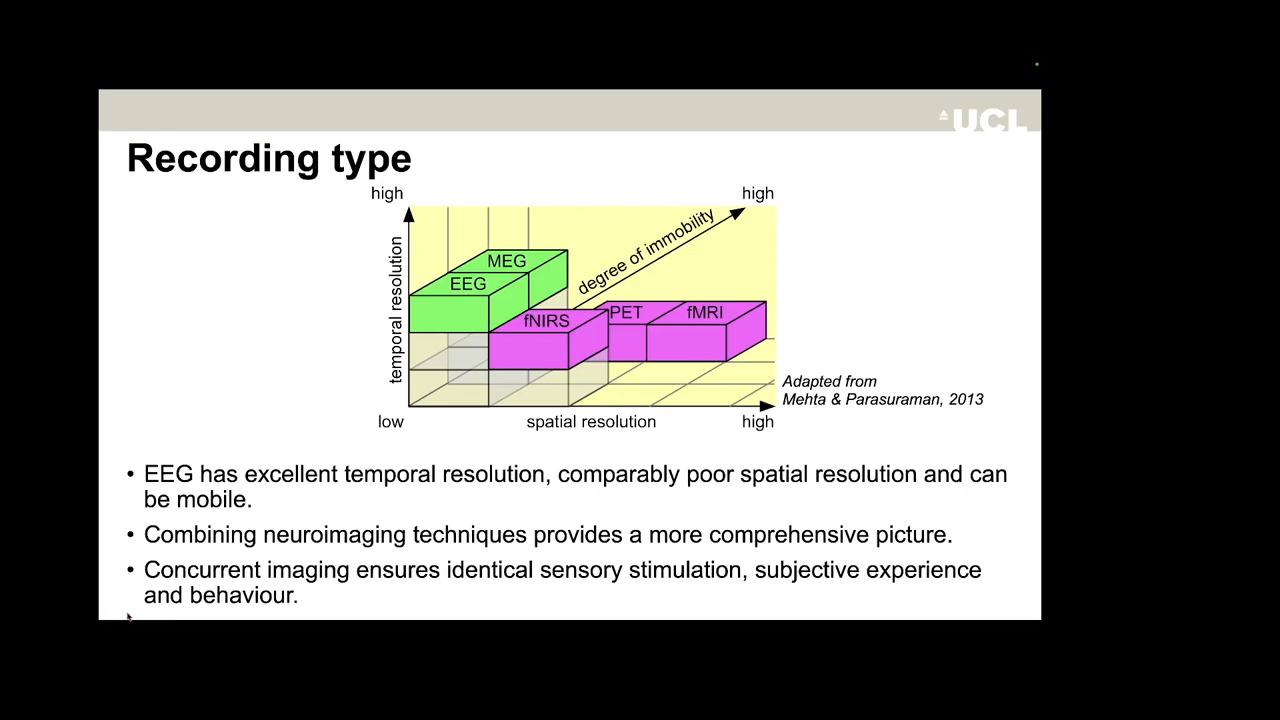 UCL
Recording type
high
high
temporal resolution
degree of immobility
MEG
EEG
fNIRS
PET
fMRI
Adapted from
Mehta & Parasuraman, 2013
low
spatial resolution
high
• EEG has excellent temporal resolution, comparably poor spatial resolution and can
be mobile.
• Combining neuroimaging techniques provides a more comprehensive picture.
• Concurrent imaging ensures identical sensory stimulation, subjective experience
and behaviour.